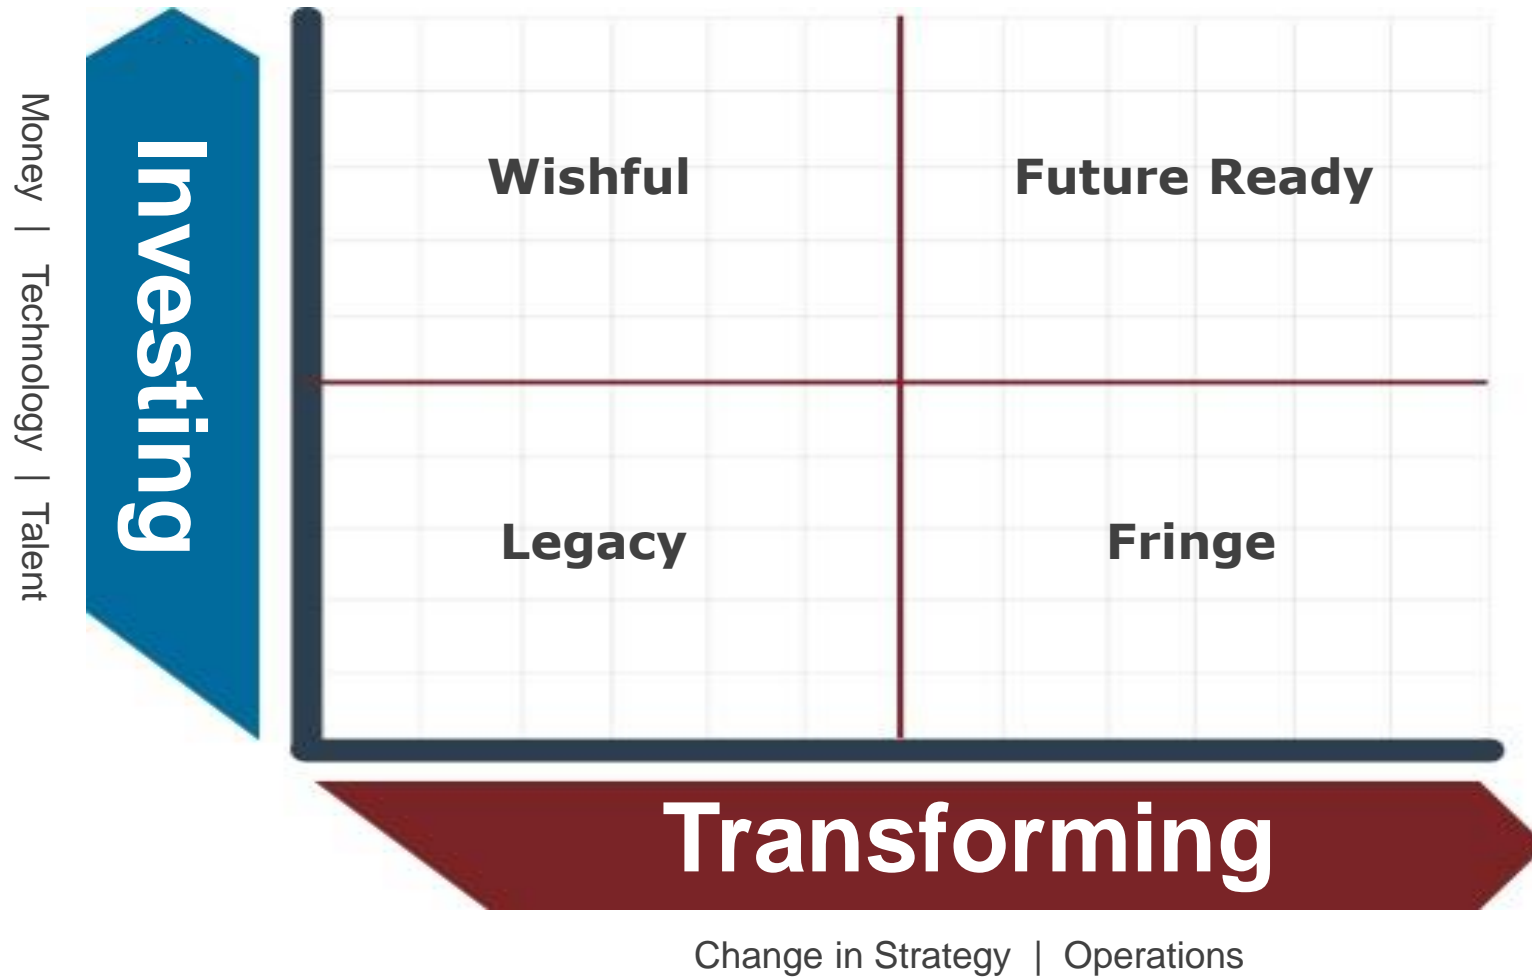 Money | Technology | Talent
Investing
Wishful
Future Ready
Legacy
Fringe
Transforming
Change in Strategy | Operations